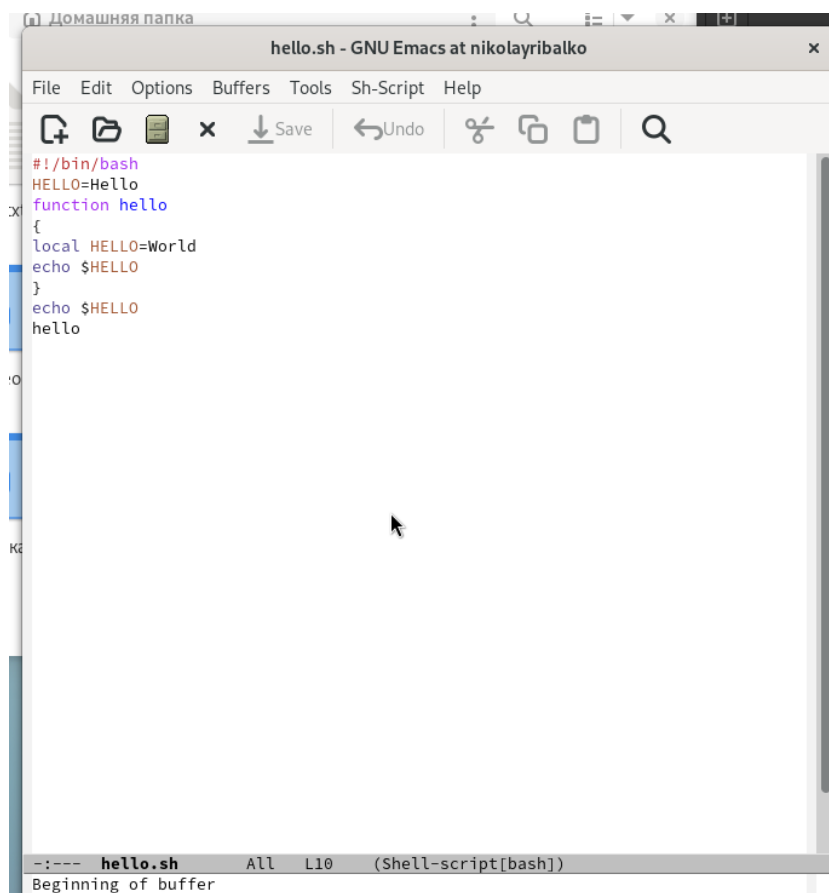 Домашняя папка
hello.sh - GNU Emacs at nikolayribalko
File Edit Options Buffers Tools Sh-Script Help
Save Undo
#!/bin/bash
HELLO=Hello
function hello
{
local HELLO=World
echo $HELLO
}
echo $HELLO
hello
-:--- hello.sh All L10 (Shell-script[bash])
Beginning of buffer